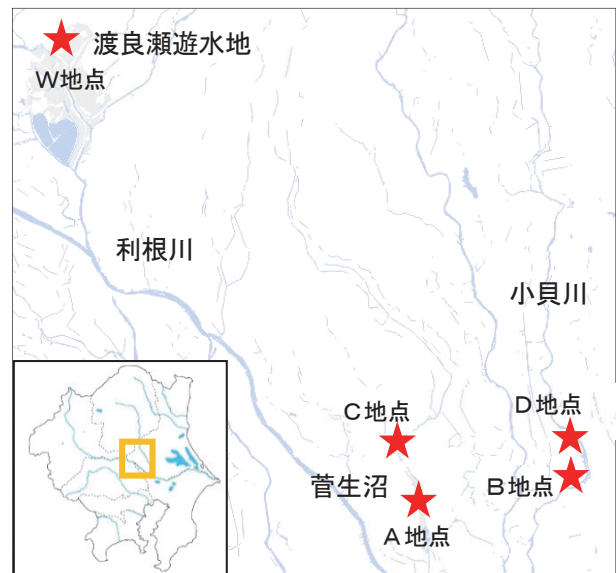 渡良瀬遊水地
W地点
利根川
小貝川
C地点
D地点
菅生沼
B地点
A地点